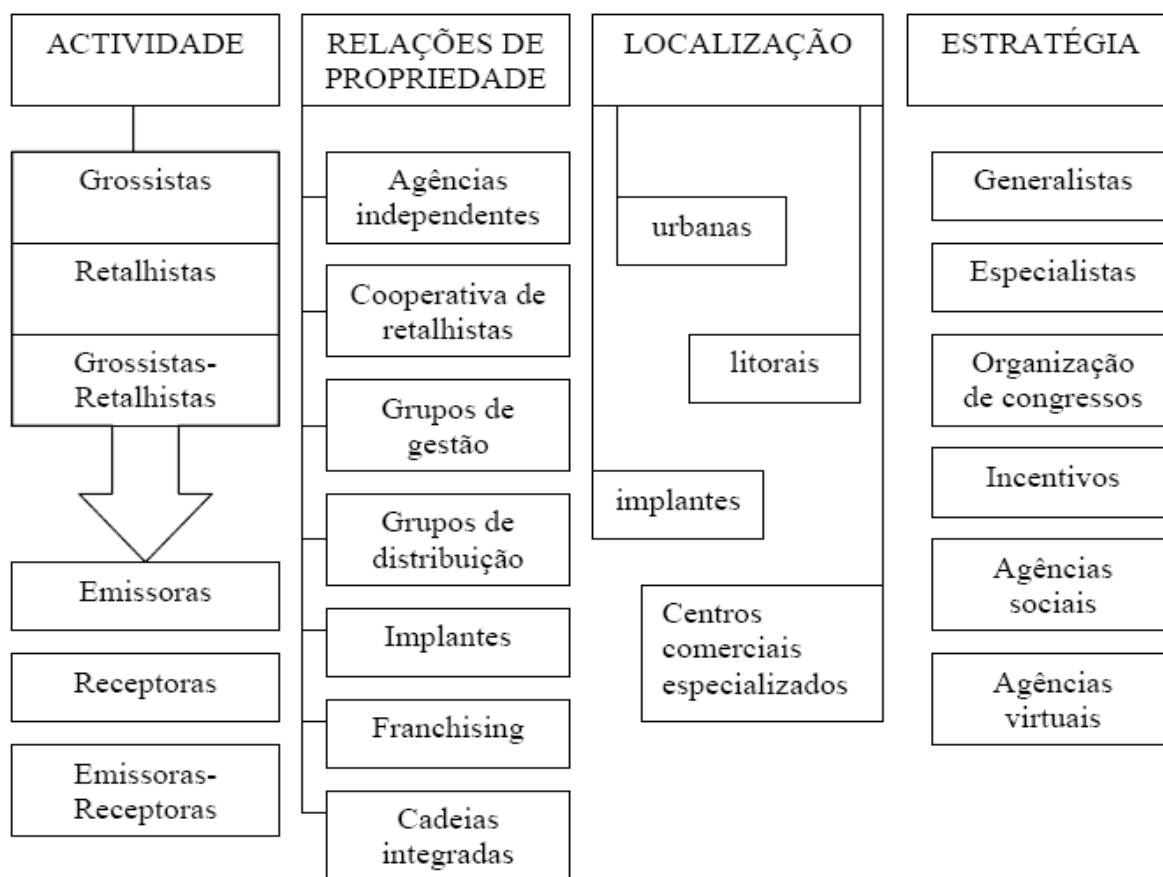 ACTIVIDADE
Grossistas
Retalhistas
Grossistas-
Retalhistas
Emissoras
Receptoras
Emissoras-
Receptoras
RELAÇÕES DE
PROPRIEDADE
Agências
independentes
Cooperativa de
retalhistas
Grupos de
gestão
Grupos de
distribuição
Implantes
Franchising
Cadeias
integradas
LOCALIZAÇÃO
urbanas
litorais
implantes
Centros
comerciais
especializados
ESTRATÉGIA
Generalistas
Especialistas
Organização
de congressos
Incentivos
Agências
sociais
Agências
virtuais